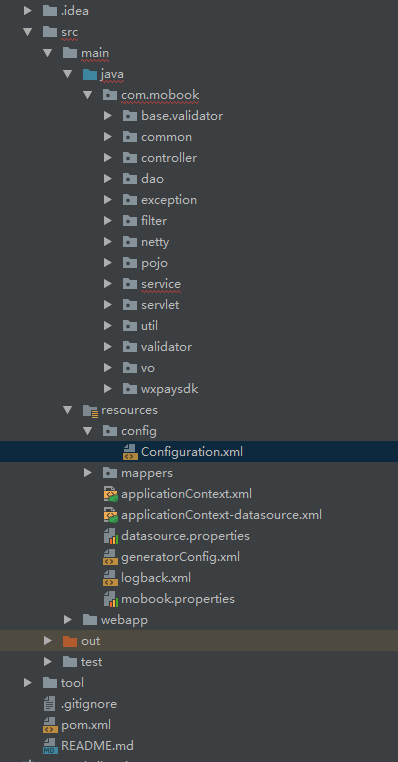 .idea
src
main
java
com.mobook
base.validator
common
controller
dao
exception
filter
netty
pojo
service
servlet
util
validator
vo
wxpaysdk
resources
config
Configuration.xml
mappers
applicationContext.xml
applicationContext-datasource.xml
datasource.properties
generatorConfig.xml
logback.xml
mobook.properties
webapp
out
test
tool
.gitignore
pom.xml
README.md